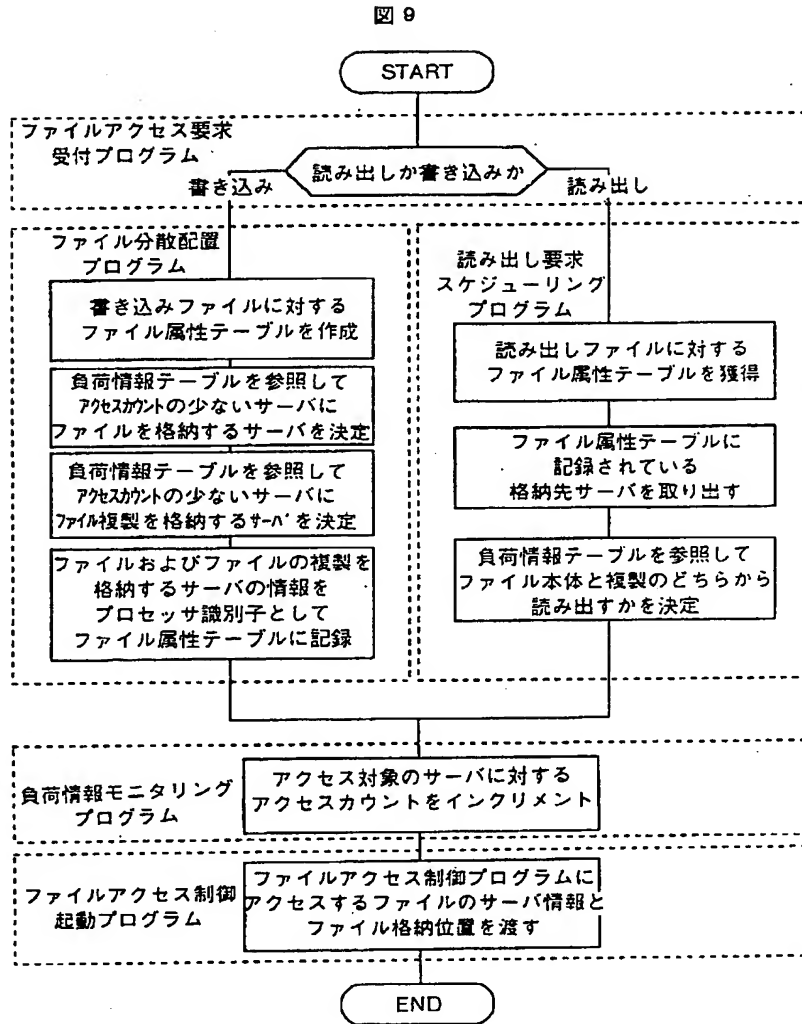 図 9
START
ファイルアクセス要求
受付プログラム
読み出しか書き込みか
書き込み
読み出し
ファイル分散配置
プログラム
書き込みファイルに対する
ファイル属性テーブルを作成
負荷情報テーブルを参照して
アクセスカウントの少ないサーバに
ファイルを格納するサーバを決定
負荷情報テーブルを参照して
アクセスカウントの少ないサーバに
ファイル複製を格納するサーバを決定
ファイルおよびファイルの複製を
格納するサーバの情報を
プロセッサ識別子として
ファイル属性テーブルに記録
読み出し要求
スケジューリング
プログラム
読み出しファイルに対する
ファイル属性テーブルを獲得
ファイル属性テーブルに
記録されている
格納先サーバを取り出す
負荷情報テーブルを参照して
ファイル本体と複製のどちらから
読み出すかを決定
負荷情報モニタリング
プログラム
アクセス対象のサーバに対する
アクセスカウントをインクリメント
ファイルアクセス制御
起動プログラム
ファイルアクセス制御プログラムに
アクセスするファイルのサーバ情報と
ファイル格納位置を渡す
END